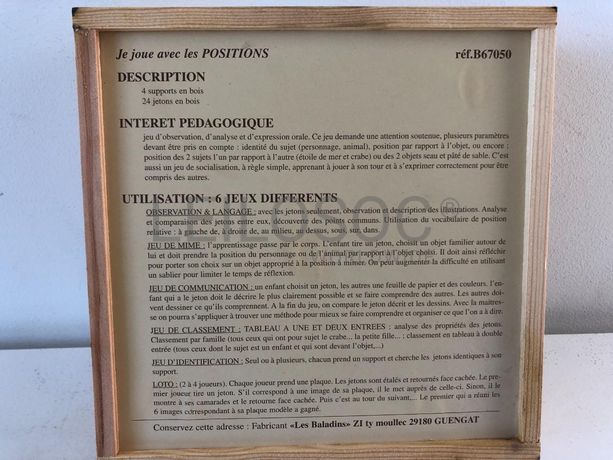 Je joue avec les POSITIONS réf.B67050
DESCRIPTION
4 supports en bois
24 jetons en bois
INTERET PEDAGOGIQUE
jeu d'observation, d'analyse et d'expression orale. Ce jeu demande une attention soutenue, plusieurs paramètres
devant être pris en compte : identité du sujet (personnage, animal), position par rapport à l'objet, ou encore :
position des 2 sujets l'un par rapport à l'autre (étoile de mer et crabe) ou des 2 objets seau et pâté de sable. C'est
aussi un jeu de socialisation, à règle simple, apprenant à jouer à son tour et à s'exprimer correctement pour être
compris des autres.
UTILISATION : 6 JEUX DIFFERENTS
OBSERVATION & LANGAGE : avec les jetons seulement, observation et description des illustrations. Analyse
et comparaison des jetons entre eux, découverte des points communs. Utilisation du vocabulaire de position
relative : à gauche de, à droite de, au milieu, au dessus, sous, sur, dans.
JEU DE MIME : l'apprentissage passe par le corps. L'enfant tire un jeton, choisit un objet familier autour de
lui et doit prendre la position du personnage ou de l'animal par rapport à l'objet choisi. Il doit ainsi réfléchir
pour porter son choix sur un objet approprié à la position à mimer. On peut augmenter la difficulté en utilisant
un sablier pour limiter le temps de réflexion.
JEU DE COMMUNICATION : un enfant choisit un jeton, les autres une feuille de papier et des couleurs. l'en-
fant qui a le jeton doit le décrire le plus clairement possible et se faire comprendre des autres. Les autres doi-
vent dessiner ce qu'ils comprennent. A la fin du jeu, on compare le jeton décrit et les dessins. Avec la maîtres-
se on pourra s'appliquer à trouver une méthode pour mieux se faire comprendre et organiser ce que l'on a à dire.
JEU DE CLASSEMENT : TABLEAU A UNE ET DEUX ENTREES : analyse des propriétés des jetons.
Classement par famille (tous ceux qui ont pour sujet le crabe... la petite fille... : classement en tableau à double
entrée (tous ceux dont le sujet est un enfant et qui sont devant l'objet,...)
JEU D'IDENTIFICATION : Seul ou à plusieurs, chacun prend un support et cherche les jetons identiques à son
support.
LOTO : (2 à 4 joueurs). Chaque joueur prend une plaque. Les jetons sont étalés et retournés face cachée. Le pre-
mier joueur tire un jeton. S'il correspond à une image de sa plaque, il le met auprès de celle-ci. Sinon, il le
montre à ses camarades et le retourne face cachée. Puis c'est au tour du suivant,... Le premier qui a réuni les
6 images correspondant à sa plaque modèle a gagné.
Conservez cette adresse : Fabricant «Les Baladins» ZI ty moullec 29180 GUENGAT
LEILOSOC®